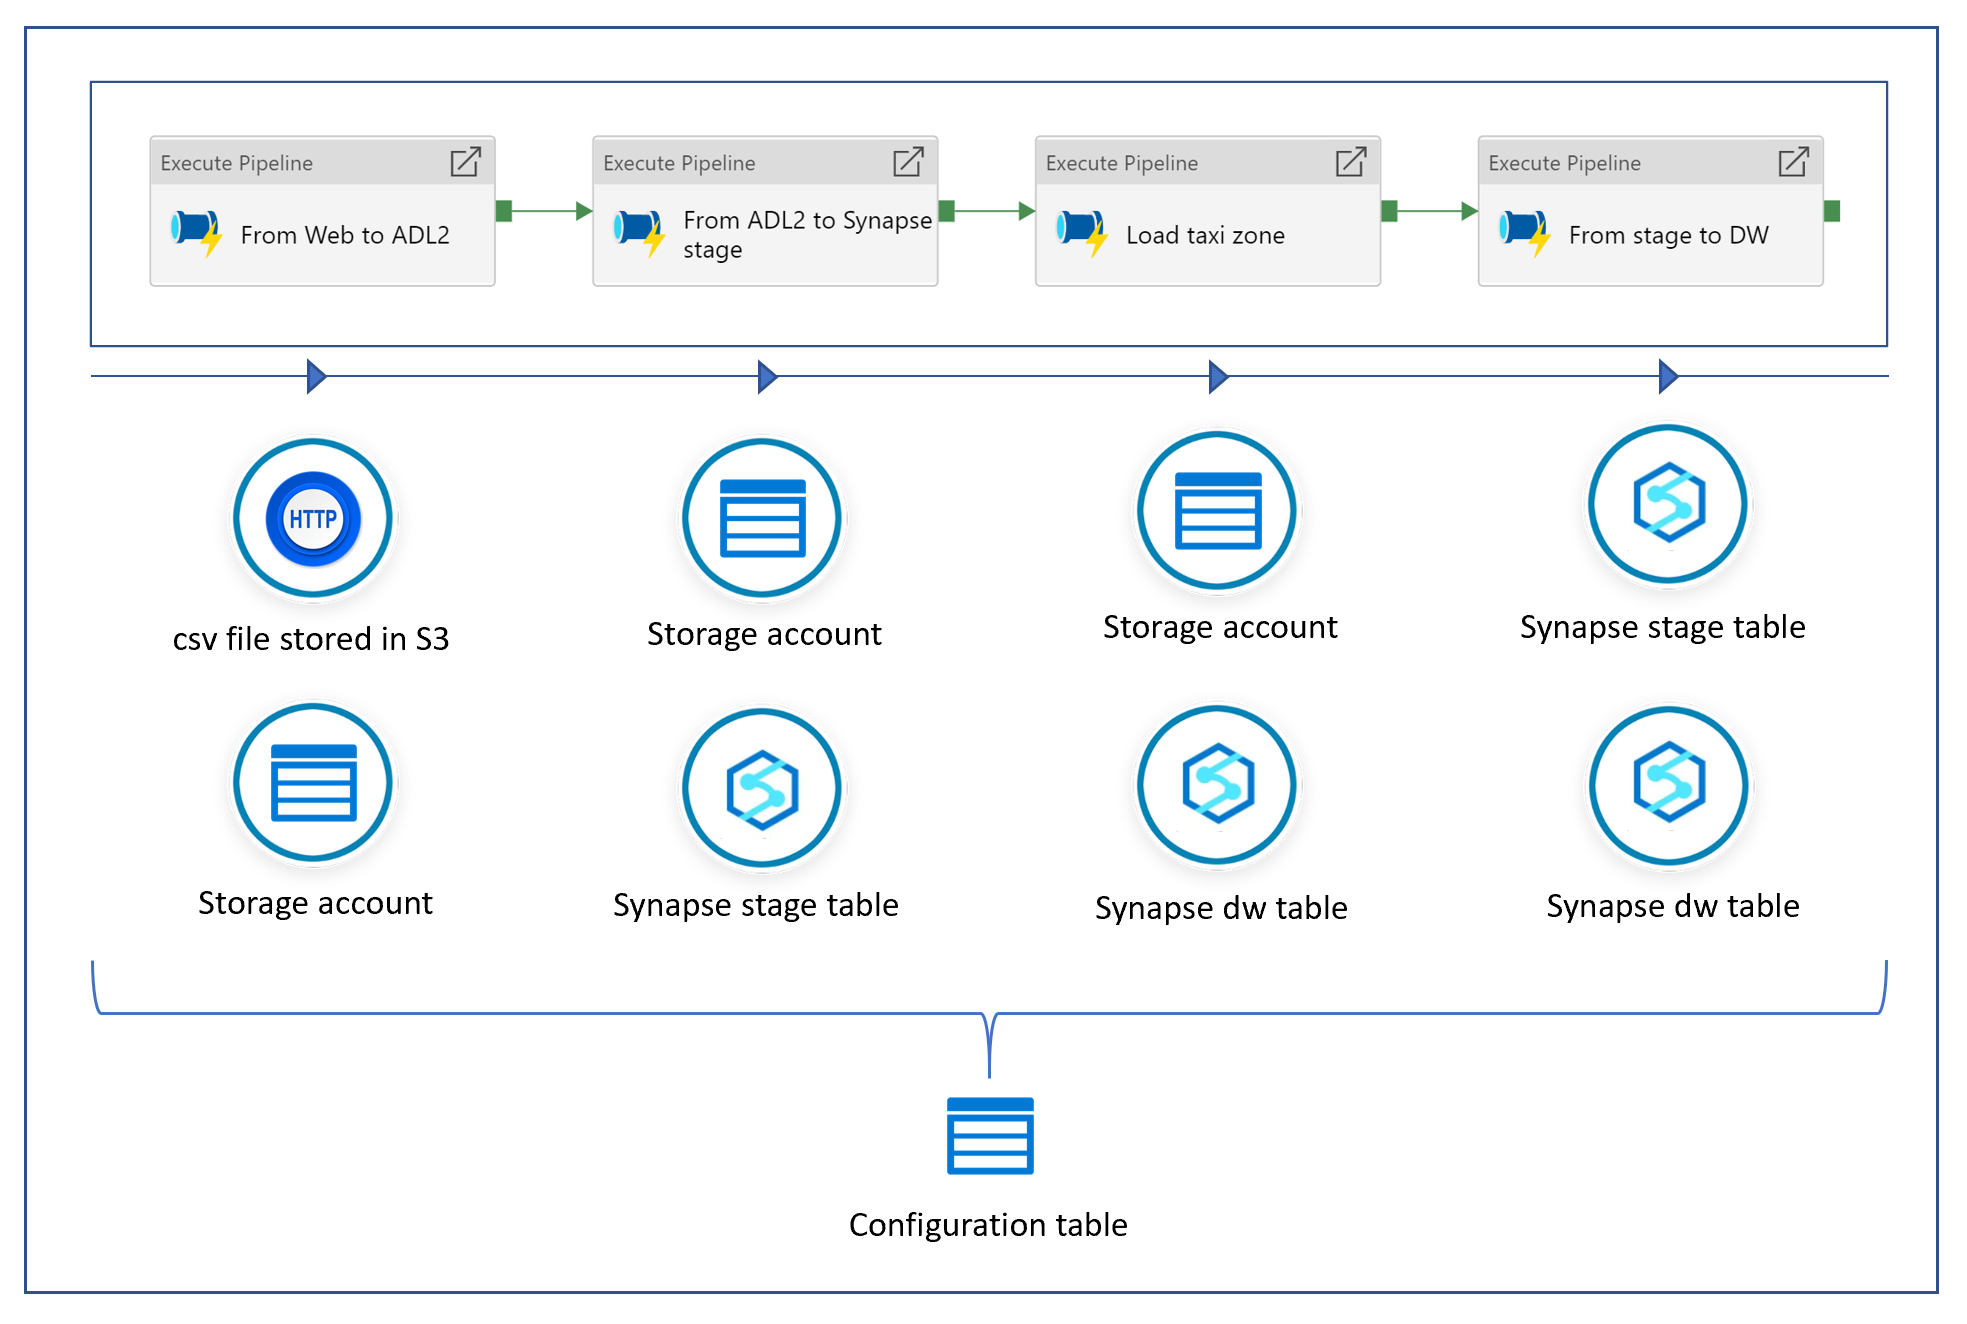 Execute Pipeline
From Web to ADL2
Execute Pipeline
From ADL2 to Synapse
stage
Execute Pipeline
Load taxi zone
Execute Pipeline
From stage to DW
HTTP
csv file stored in S3
Storage account
Storage account
Synapse stage table
Storage account
Synapse stage table
Synapse dw table
Synapse dw table
Configuration table